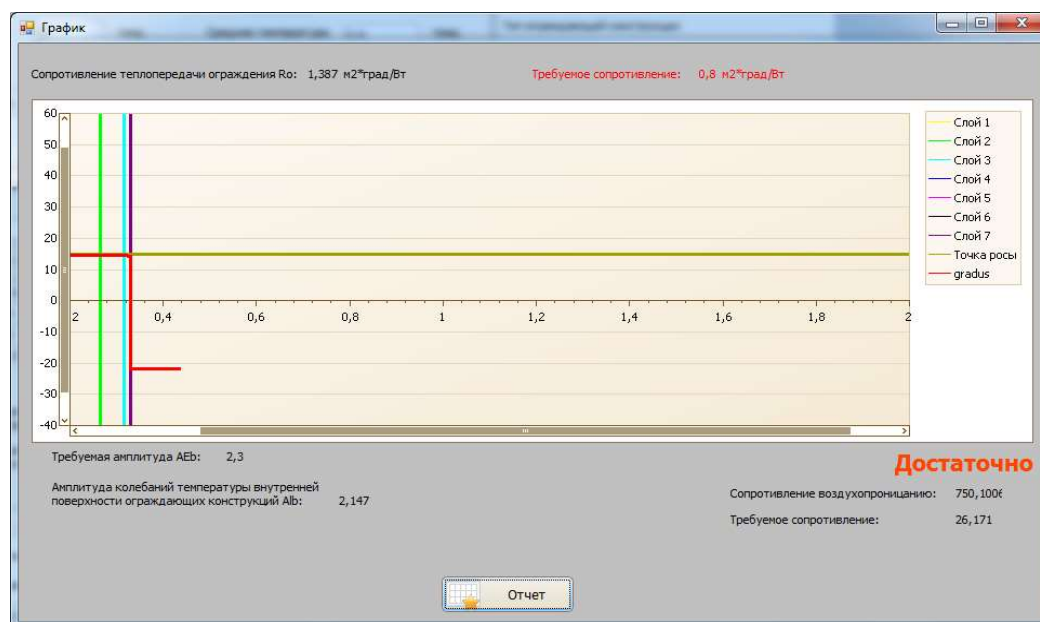 График
Сопротивление теплопередачи ограждения Ro: 1,387 м2*град/Вт
Требуемое сопротивление: 0,8 м2*град/Вт
60
50
40
30
20
10
0
-10
-20
-30
-40
2 0,4 0,6 0,8 1 1,2 1,4 1,6 1,8 2
Слой 1
Слой 2
Слой 3
Слой 4
Слой 5
Слой 6
Слой 7
Точка росы
gradus
Требуемая амплитуда AEb: 2,3
Амплитуда колебаний температуры внутренней
поверхности ограждающих конструкций Alb: 2,147
Достаточно
Сопротивление воздухопроницанию: 750,100
Требуемое сопротивление: 26,171
Отчет